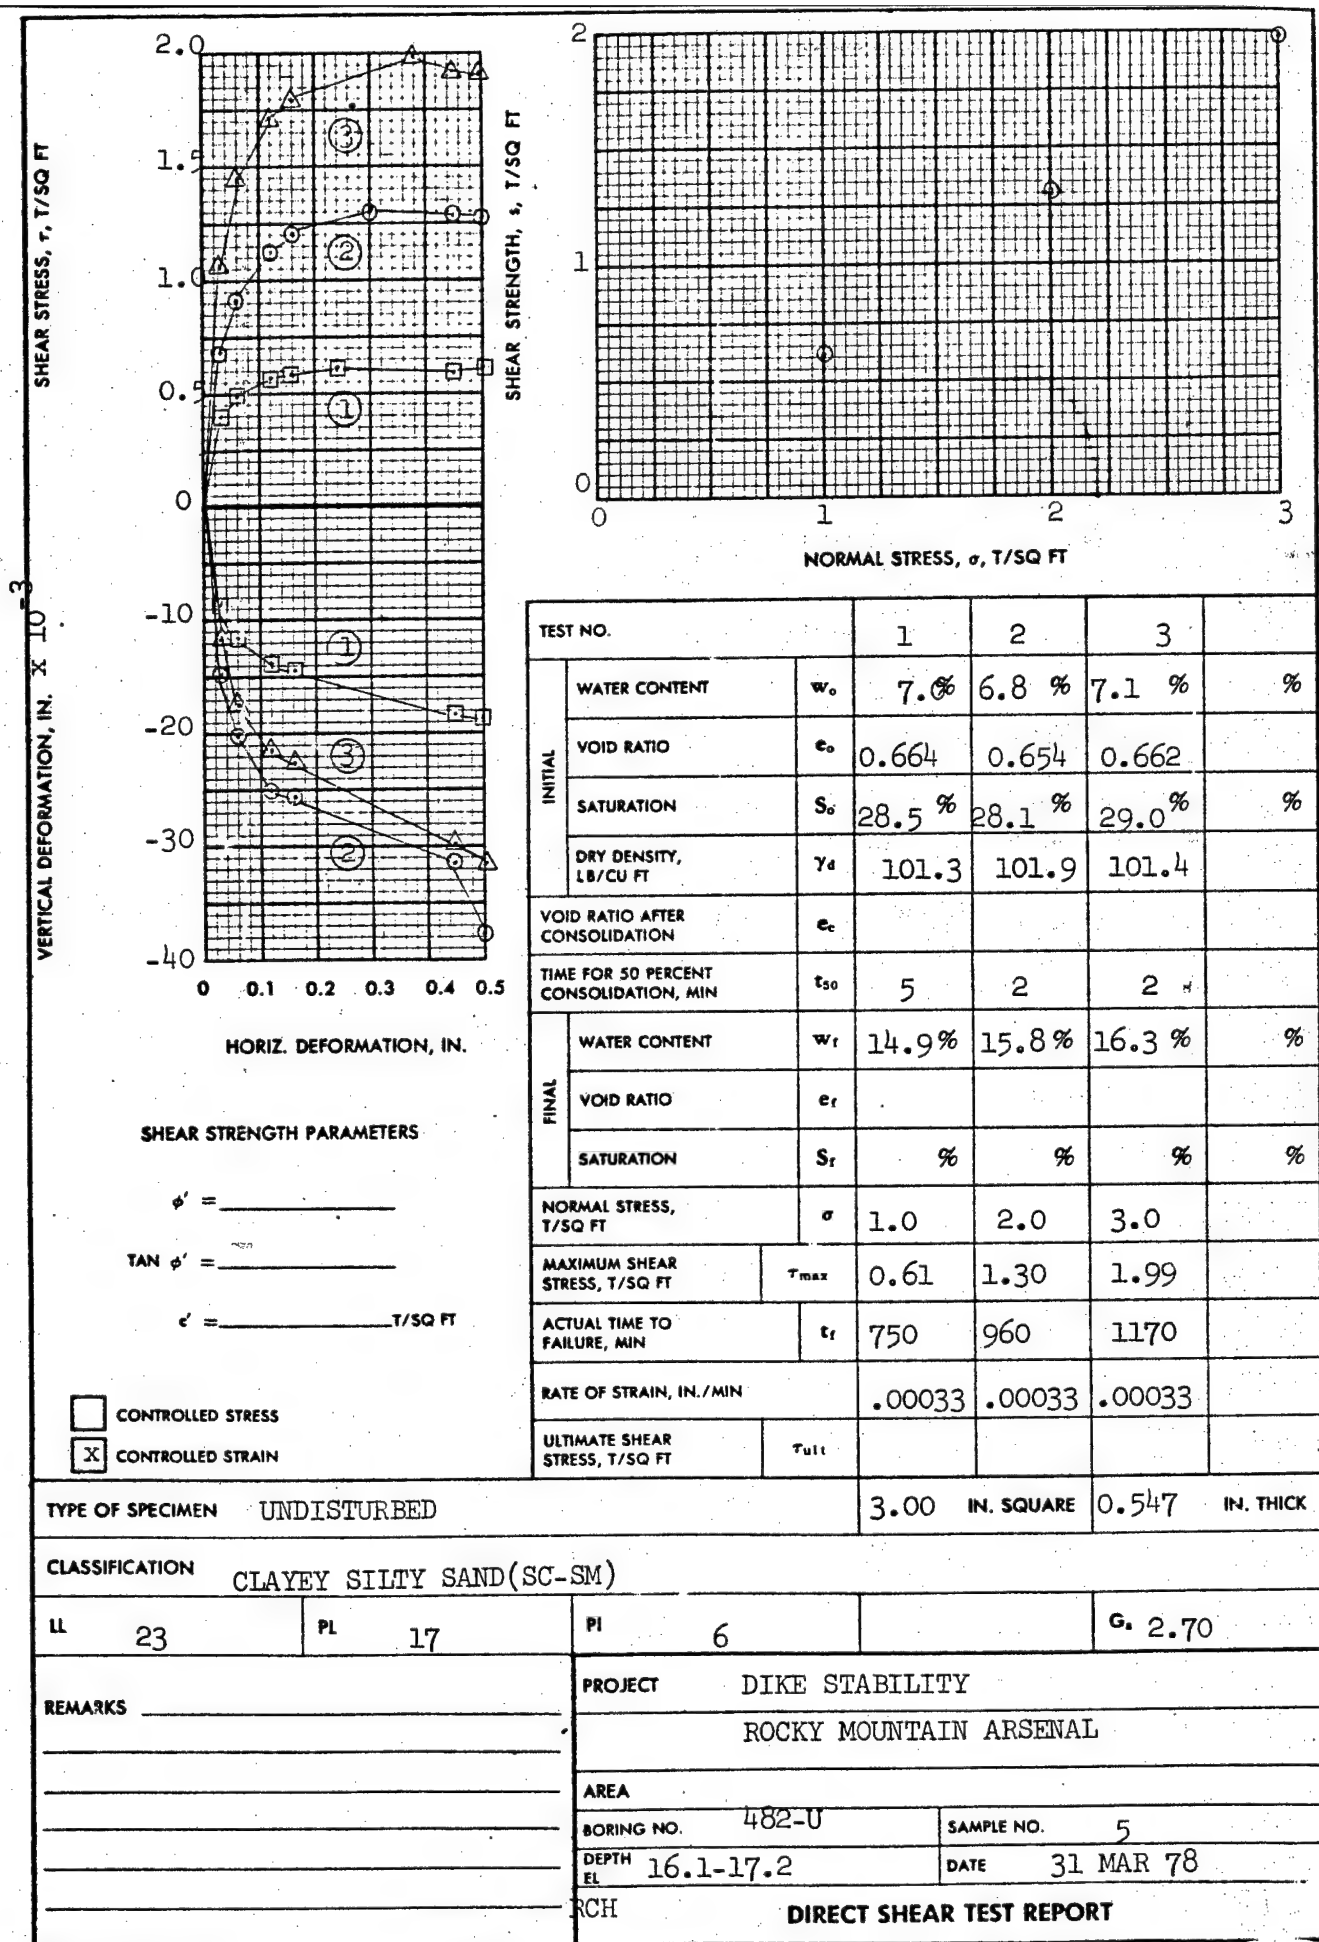 2.0
1.5
1.0
0.5
0
-10
-20
-30
-40
SHEAR STRESS, τ, T/SQ FT
VERTICAL DEFORMATION, IN. X 10-3
3
2
1
1
3
2
0 0.1 0.2 0.3 0.4 0.5
HORIZ. DEFORMATION, IN.
SHEAR STRENGTH, s, T/SQ FT
2
1
0
0 1 2 3
NORMAL STRESS, σ, T/SQ FT
SHEAR STRENGTH PARAMETERS
φ' =
TAN φ' =
c' = T/SQ FT
CONTROLLED STRESS
X CONTROLLED STRAIN
TEST NO. 1 2 3
INITIAL
WATER CONTENT wo 7.0% 6.8 % 7.1 % %
VOID RATIO eo 0.664 0.654 0.662
SATURATION So 28.5 % 28.1 % 29.0 % %
DRY DENSITY, LB/CU FT γd 101.3 101.9 101.4
VOID RATIO AFTER CONSOLIDATION ec
TIME FOR 50 PERCENT CONSOLIDATION, MIN t50 5 2 2
FINAL
WATER CONTENT wf 14.9% 15.8% 16.3 % %
VOID RATIO ef
SATURATION Sf % % % %
NORMAL STRESS, T/SQ FT σ 1.0 2.0 3.0
MAXIMUM SHEAR STRESS, T/SQ FT τmax 0.61 1.30 1.99
ACTUAL TIME TO FAILURE, MIN tf 750 960 1170
RATE OF STRAIN, IN./MIN .00033 .00033 .00033
ULTIMATE SHEAR STRESS, T/SQ FT τult
TYPE OF SPECIMEN UNDISTURBED 3.00 IN. SQUARE 0.547 IN. THICK
CLASSIFICATION CLAYEY SILTY SAND(SC-SM)
LL 23 PL 17 PI 6 Gs 2.70
REMARKS
PROJECT DIKE STABILITY
ROCKY MOUNTAIN ARSENAL
AREA
BORING NO. 482-U SAMPLE NO. 5
DEPTH EL 16.1-17.2 DATE 31 MAR 78
RCH
DIRECT SHEAR TEST REPORT